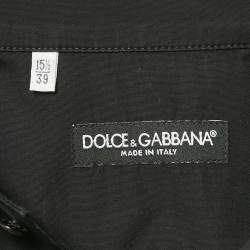 15½
39
DOLCE & GABBANA®
MADE IN ITALY